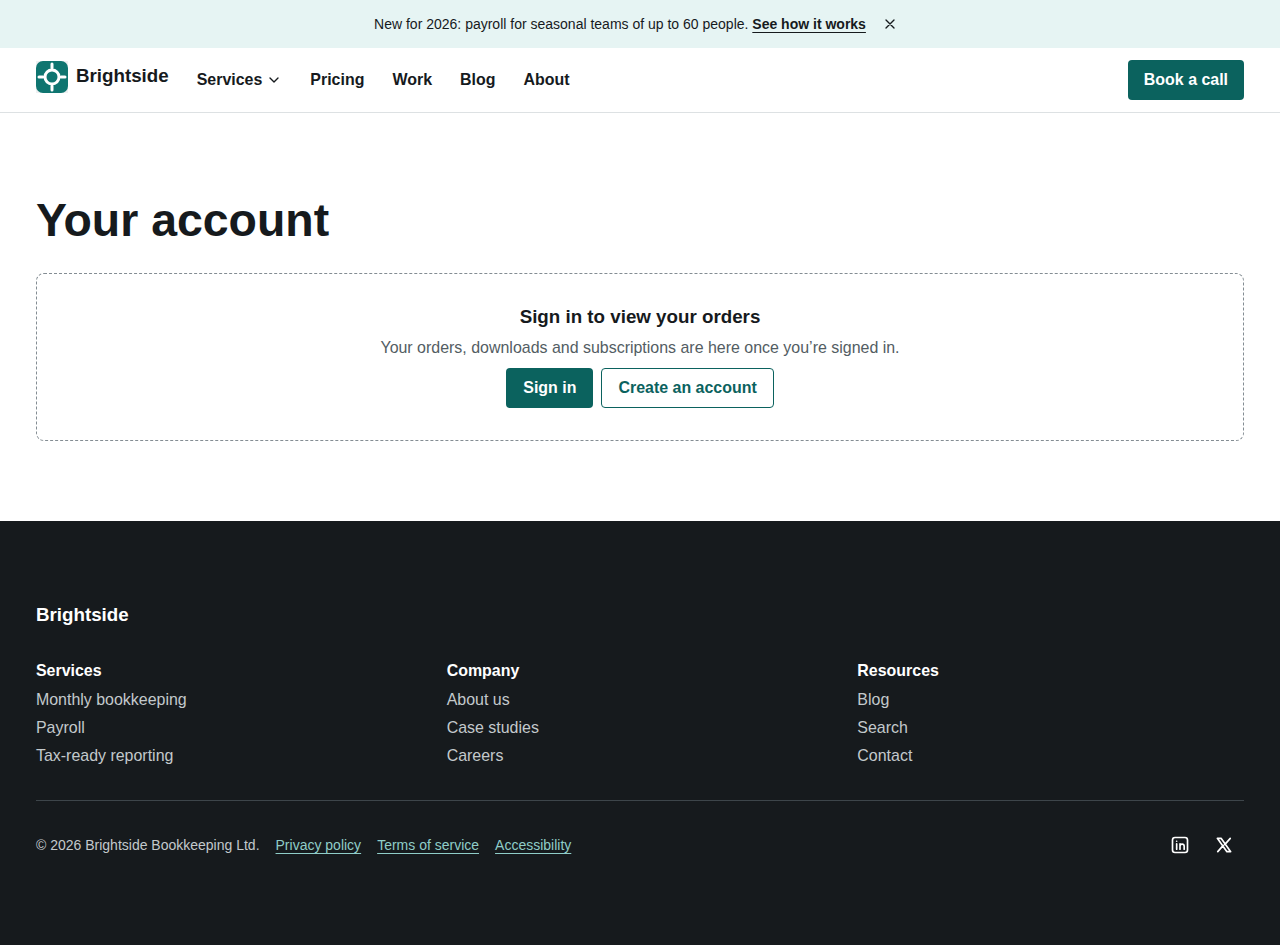 New for 2026: payroll for seasonal teams of up to 60 people. See how it works
Brightside
Services
Pricing
Work
Blog
About
Book a call
Your account
Sign in to view your orders
Your orders, downloads and subscriptions are here once you’re signed in.
Sign in
Create an account
Brightside
Services
Monthly bookkeeping
Payroll
Tax-ready reporting
Company
About us
Case studies
Careers
Resources
Blog
Search
Contact
© 2026 Brightside Bookkeeping Ltd.
Privacy policy
Terms of service
Accessibility